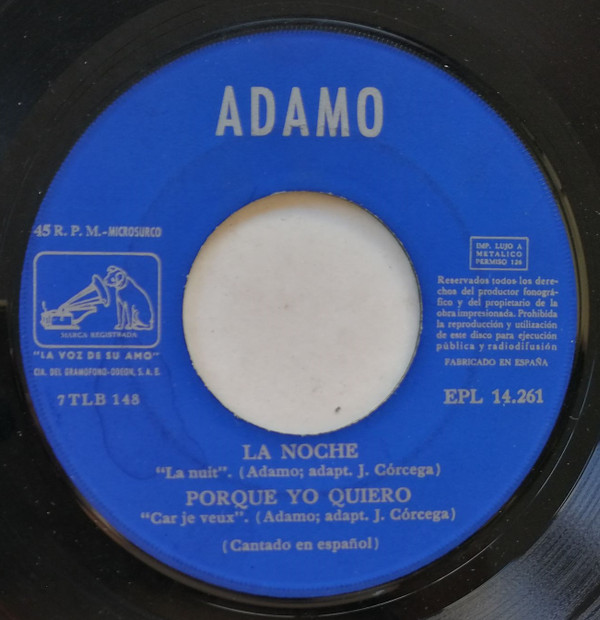 ADAMO
45 R. P. M.-MICROSURCO
MARCA REGISTRADA
"LA VOZ DE SU AMO"
CIA. DEL GRAMOFONO-ODEON, S. A. E.
7TLB 148
IMP. LUJO A
METALICO
PERMISO 126
Reservados todos los dere-
chos del productor fonográ-
fico y del propietario de la
obra impresionada. Prohibida
la reproducción y utilización
de este disco para ejecución
pública y radiodifusión
FABRICADO EN ESPAÑA
EPL 14.261
LA NOCHE
"La nuit". (Adamo; adapt. J. Córcega)
PORQUE YO QUIERO
"Car je veux". (Adamo; adapt. J. Córcega)
(Cantado en español)